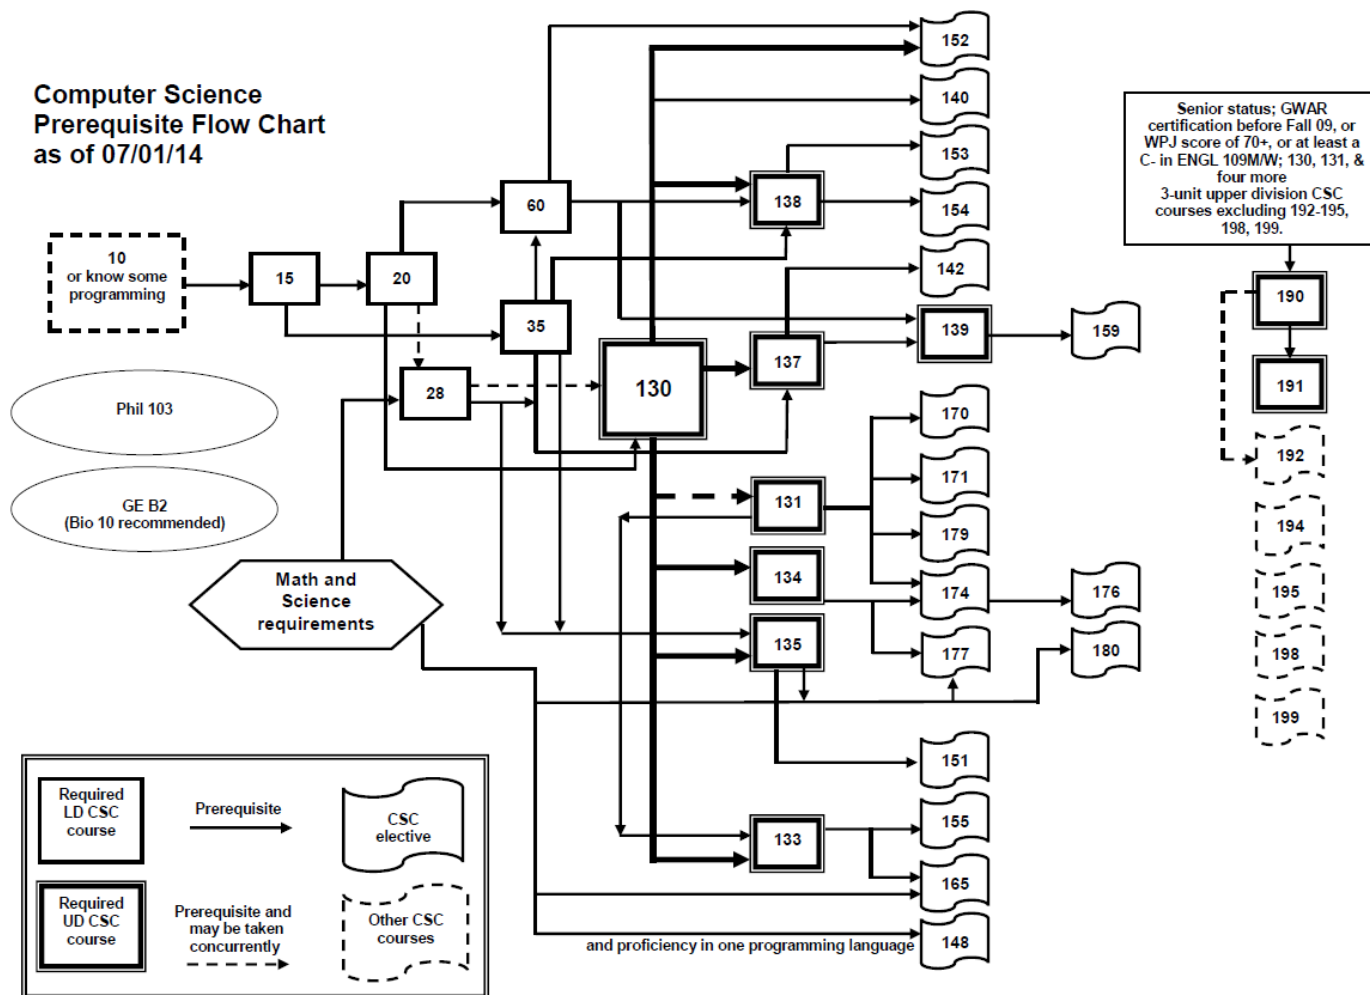 Computer Science
Prerequisite Flow Chart
as of 07/01/14
10
or know some
programming
15
20
60
35
28
130
138
137
139
131
134
135
133
152
140
153
154
142
159
170
171
179
174
176
177
180
151
155
165
and proficiency in one programming language
148
Senior status; GWAR
certification before Fall 09, or
WPJ score of 70+, or at least a
C- in ENGL 109M/W; 130, 131, &
four more
3-unit upper division CSC
courses excluding 192-195,
198, 199.
190
191
192
194
195
198
199
Phil 103
GE B2
(Bio 10 recommended)
Math and
Science
requirements
Required
LD CSC
course
Prerequisite
CSC
elective
Required
UD CSC
course
Prerequisite and
may be taken
concurrently
Other CSC
courses